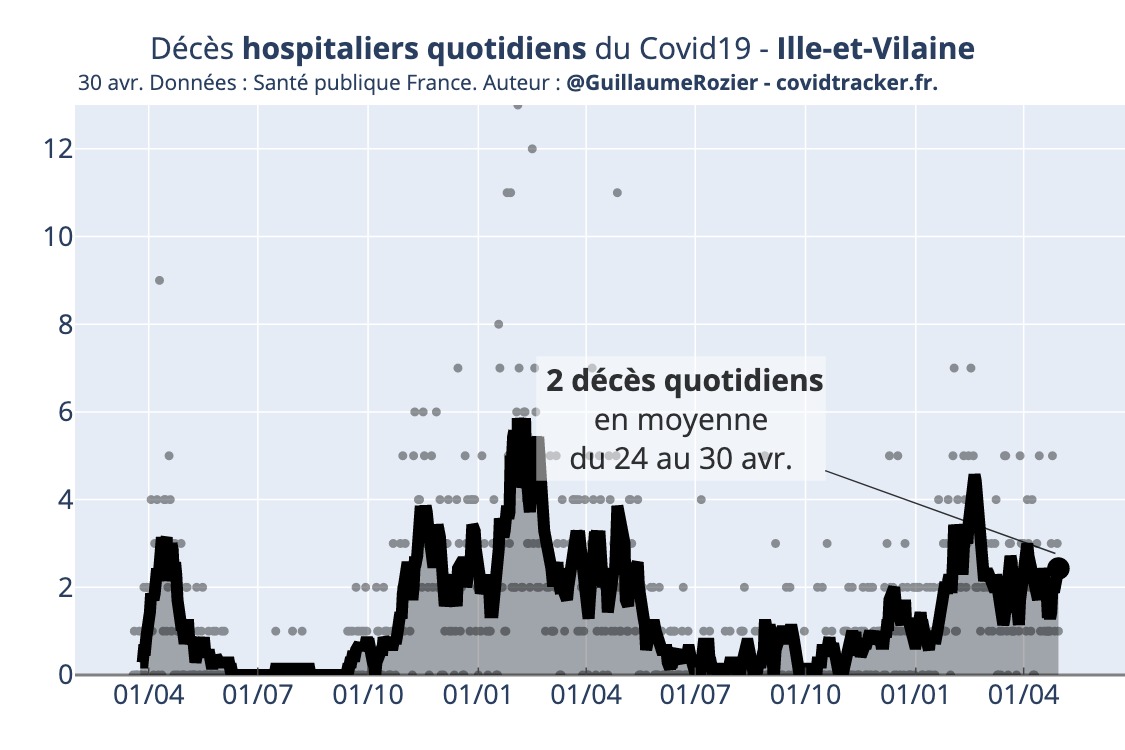 Décès hospitaliers quotidiens du Covid19 - Ille-et-Vilaine
30 avr. Données : Santé publique France. Auteur : @GuillaumeRozier - covidtracker.fr.
12
10
8
6
4
2
0
2 décès quotidiens
en moyenne
du 24 au 30 avr.
01/04 01/07 01/10 01/01 01/04 01/07 01/10 01/01 01/04